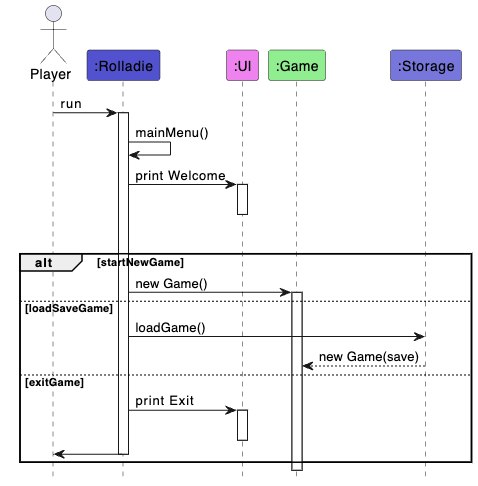 Player
:Rolladie
:UI
:Game
:Storage
run
mainMenu()
print Welcome
alt
[startNewGame]
new Game()
[loadSaveGame]
loadGame()
new Game(save)
[exitGame]
print Exit